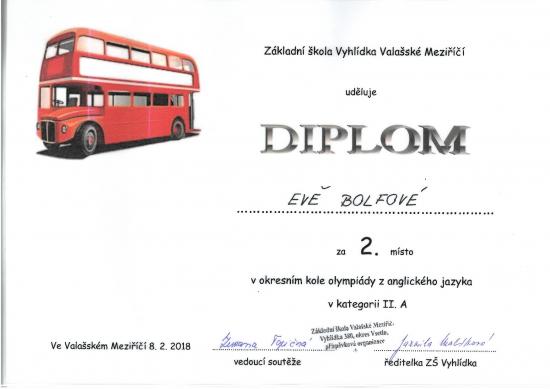 Základní škola Vyhlídka Valašské Meziříčí
uděluje
DIPLOM
EVĚ BOLFOVÉ
za 2. místo
v okresním kole olympiády z anglického jazyka
v kategorii II. A
Základní škola Valašské Meziříčí,
Vyhlídka 380, okres Vsetín,
příspěvková organizace
Ve Valašském Meziříčí 8. 2. 2018
vedoucí soutěže
ředitelka ZŠ Vyhlídka